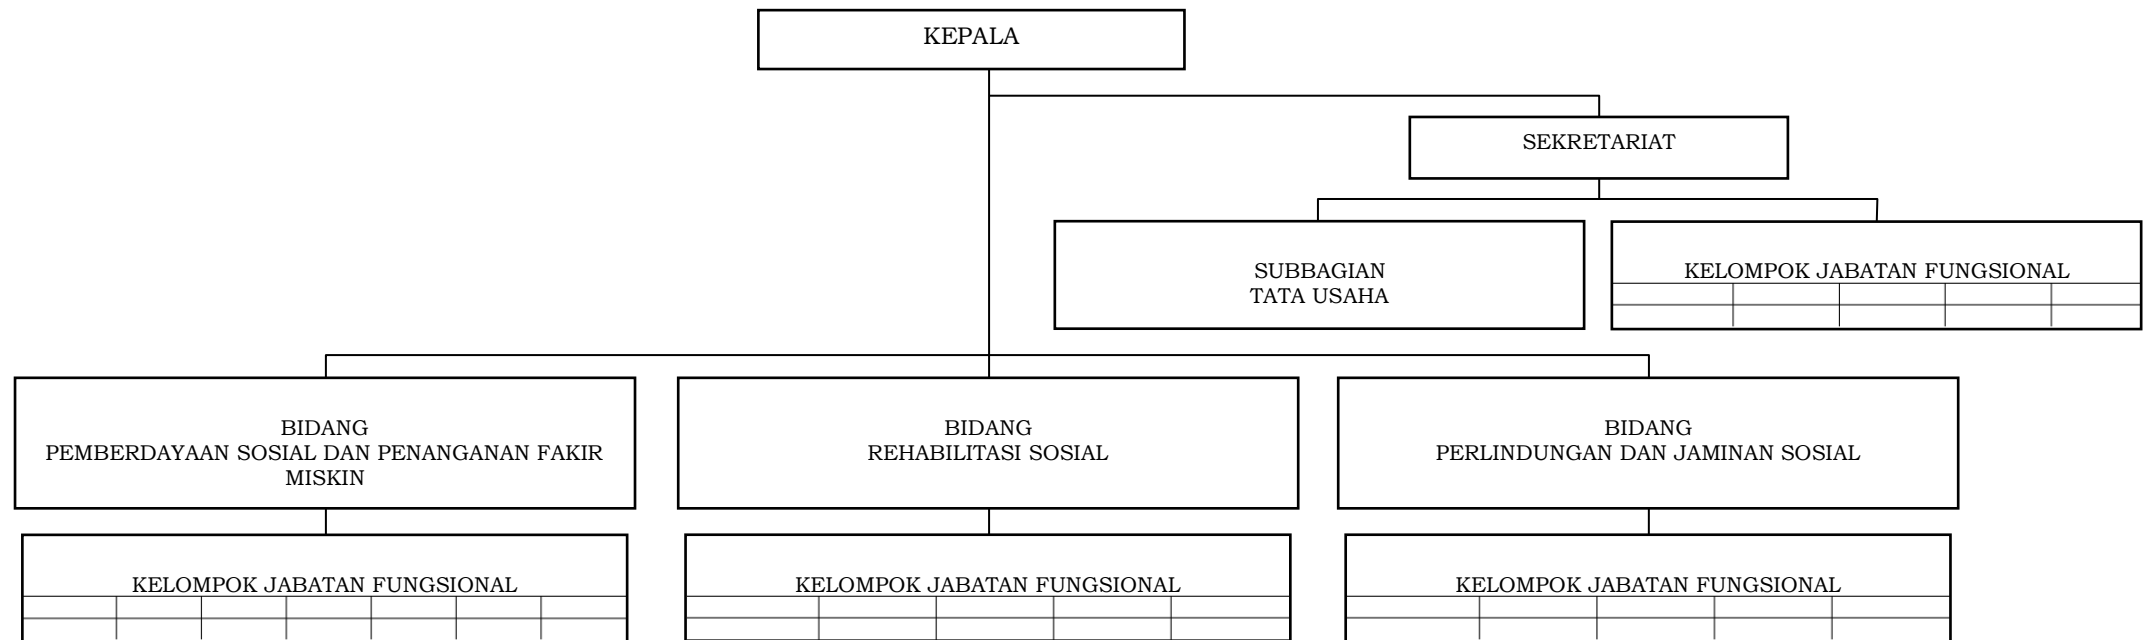 KEPALA
SEKRETARIAT
SUBBAGIAN
TATA USAHA
KELOMPOK JABATAN FUNGSIONAL
BIDANG
PEMBERDAYAAN SOSIAL DAN PENANGANAN FAKIR
MISKIN
BIDANG
REHABILITASI SOSIAL
BIDANG
PERLINDUNGAN DAN JAMINAN SOSIAL
KELOMPOK JABATAN FUNGSIONAL
KELOMPOK JABATAN FUNGSIONAL
KELOMPOK JABATAN FUNGSIONAL